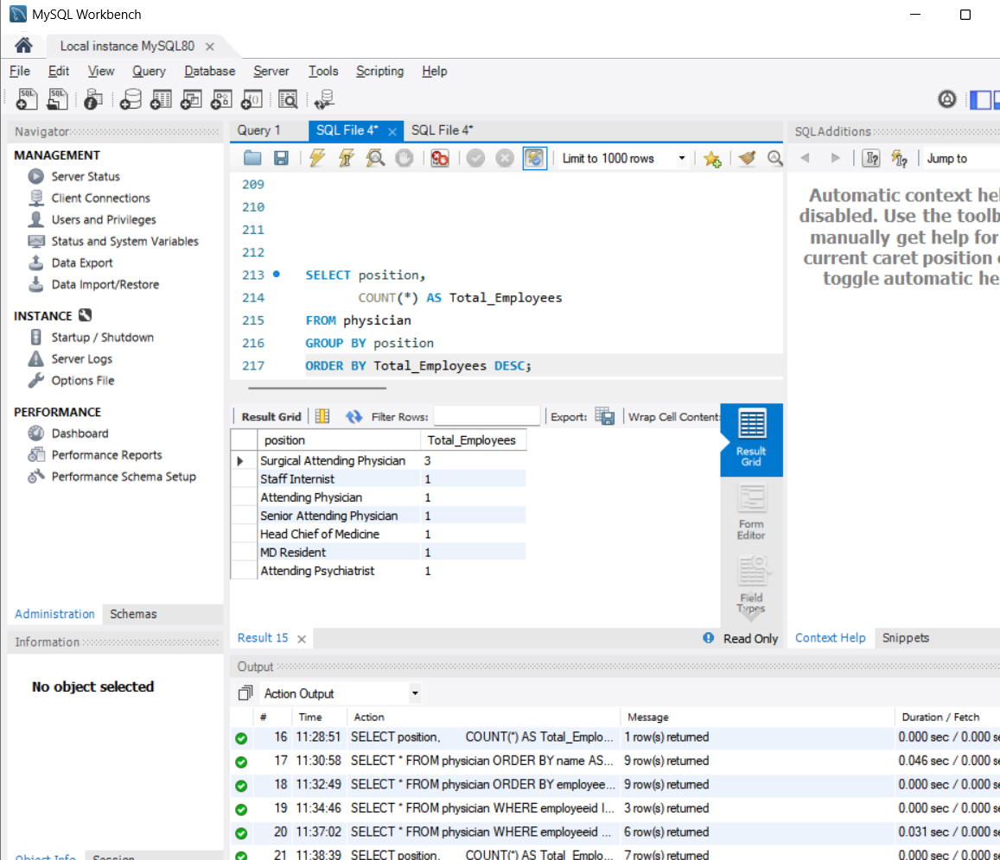 MySQL Workbench
Local instance MySQL80
File Edit View Query Database Server Tools Scripting Help
Navigator
MANAGEMENT
Server Status
Client Connections
Users and Privileges
Status and System Variables
Data Export
Data Import/Restore
INSTANCE
Startup / Shutdown
Server Logs
Options File
PERFORMANCE
Dashboard
Performance Reports
Performance Schema Setup
Administration Schemas
Information
No object selected
Object Info Session
Query 1 SQL File 4* SQL File 4*
Limit to 1000 rows
209
210
211
212
213 SELECT position,
214 COUNT(*) AS Total_Employees
215 FROM physician
216 GROUP BY position
217 ORDER BY Total_Employees DESC;
Result Grid Filter Rows: Export: Wrap Cell Content:
position Total_Employees
Surgical Attending Physician 3
Staff Internist 1
Attending Physician 1
Senior Attending Physician 1
Head Chief of Medicine 1
MD Resident 1
Attending Psychiatrist 1
Result
Grid
Form
Editor
Field
Types
Result 15 Read Only
SQLAdditions
Jump to
Automatic context hel
disabled. Use the toolb
manually get help for
current caret position o
toggle automatic he
Context Help Snippets
Output
Action Output
# Time Action Message Duration / Fetch
16 11:28:51 SELECT position, COUNT(*) AS Total_Emplo... 1 row(s) returned 0.000 sec / 0.000 se
17 11:30:58 SELECT * FROM physician ORDER BY name AS... 9 row(s) returned 0.046 sec / 0.000 se
18 11:32:49 SELECT * FROM physician ORDER BY employee... 9 row(s) returned 0.000 sec / 0.000 se
19 11:34:46 SELECT * FROM physician WHERE employeeid I... 3 row(s) returned 0.000 sec / 0.000 se
20 11:37:02 SELECT * FROM physician WHERE employeeid ... 6 row(s) returned 0.031 sec / 0.000 se
21 11:38:39 SELECT position, COUNT(*) AS Total_Emplo... 7 row(s) returned 0.000 sec / 0.000 se